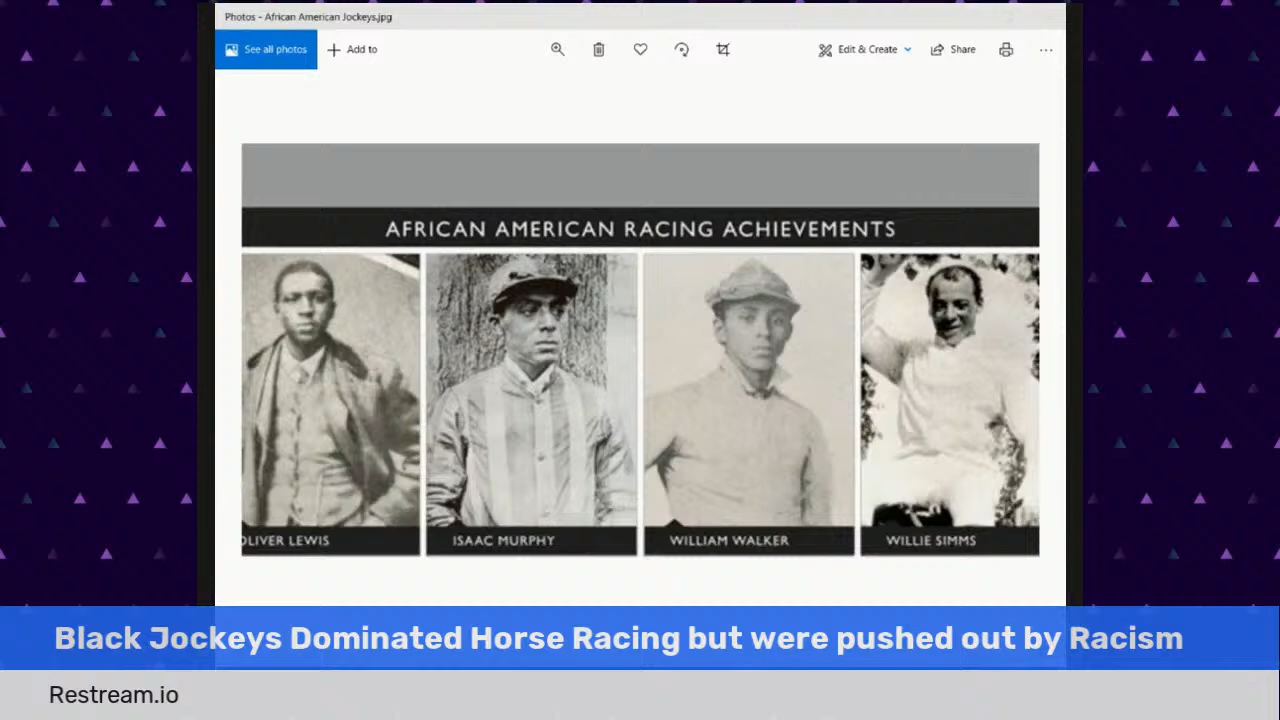 Photos - African American Jockeys.jpg
See all photos
Add to
Edit & Create
Share
AFRICAN AMERICAN RACING ACHIEVEMENTS
OLIVER LEWIS
ISAAC MURPHY
WILLIAM WALKER
WILLIE SIMMS
Black Jockeys Dominated Horse Racing but were pushed out by Racism
Restream.io